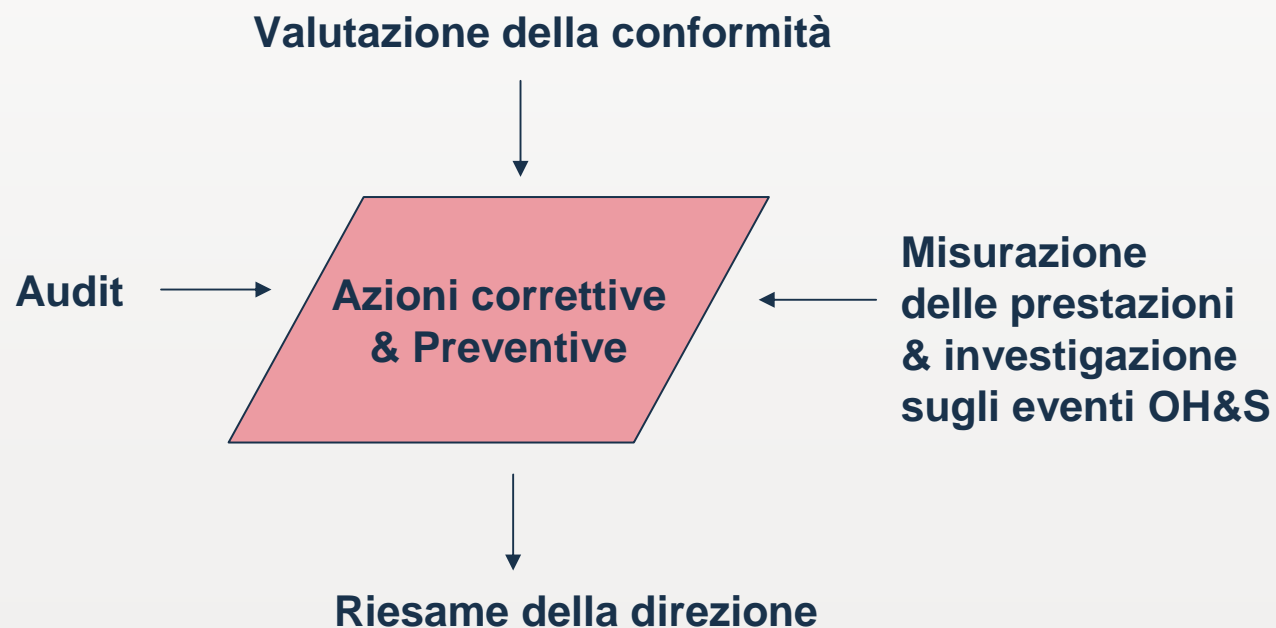 Valutazione della conformità
Audit
Azioni correttive
& Preventive
Misurazione
delle prestazioni
& investigazione
sugli eventi OH&S
Riesame della direzione